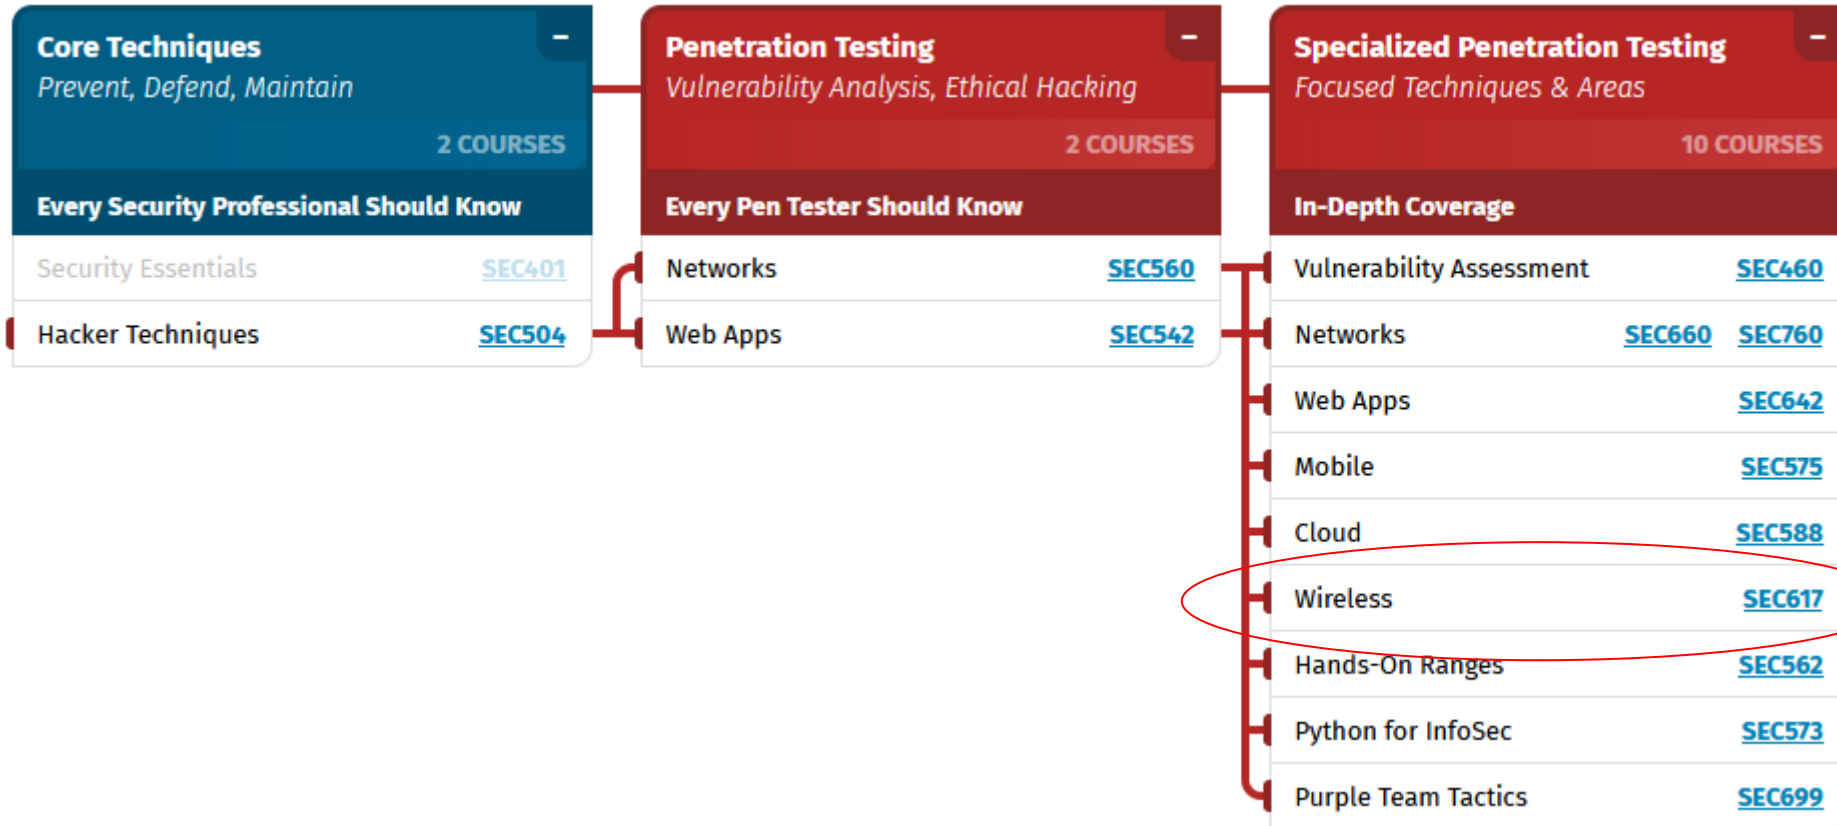 Core Techniques
–
Prevent, Defend, Maintain
2 COURSES
Every Security Professional Should Know
Security Essentials SEC401
Hacker Techniques SEC504
Penetration Testing
–
Vulnerability Analysis, Ethical Hacking
2 COURSES
Every Pen Tester Should Know
Networks SEC560
Web Apps SEC542
Specialized Penetration Testing
–
Focused Techniques & Areas
10 COURSES
In-Depth Coverage
Vulnerability Assessment SEC460
Networks SEC660 SEC760
Web Apps SEC642
Mobile SEC575
Cloud SEC588
Wireless SEC617
Hands-On Ranges SEC562
Python for InfoSec SEC573
Purple Team Tactics SEC699